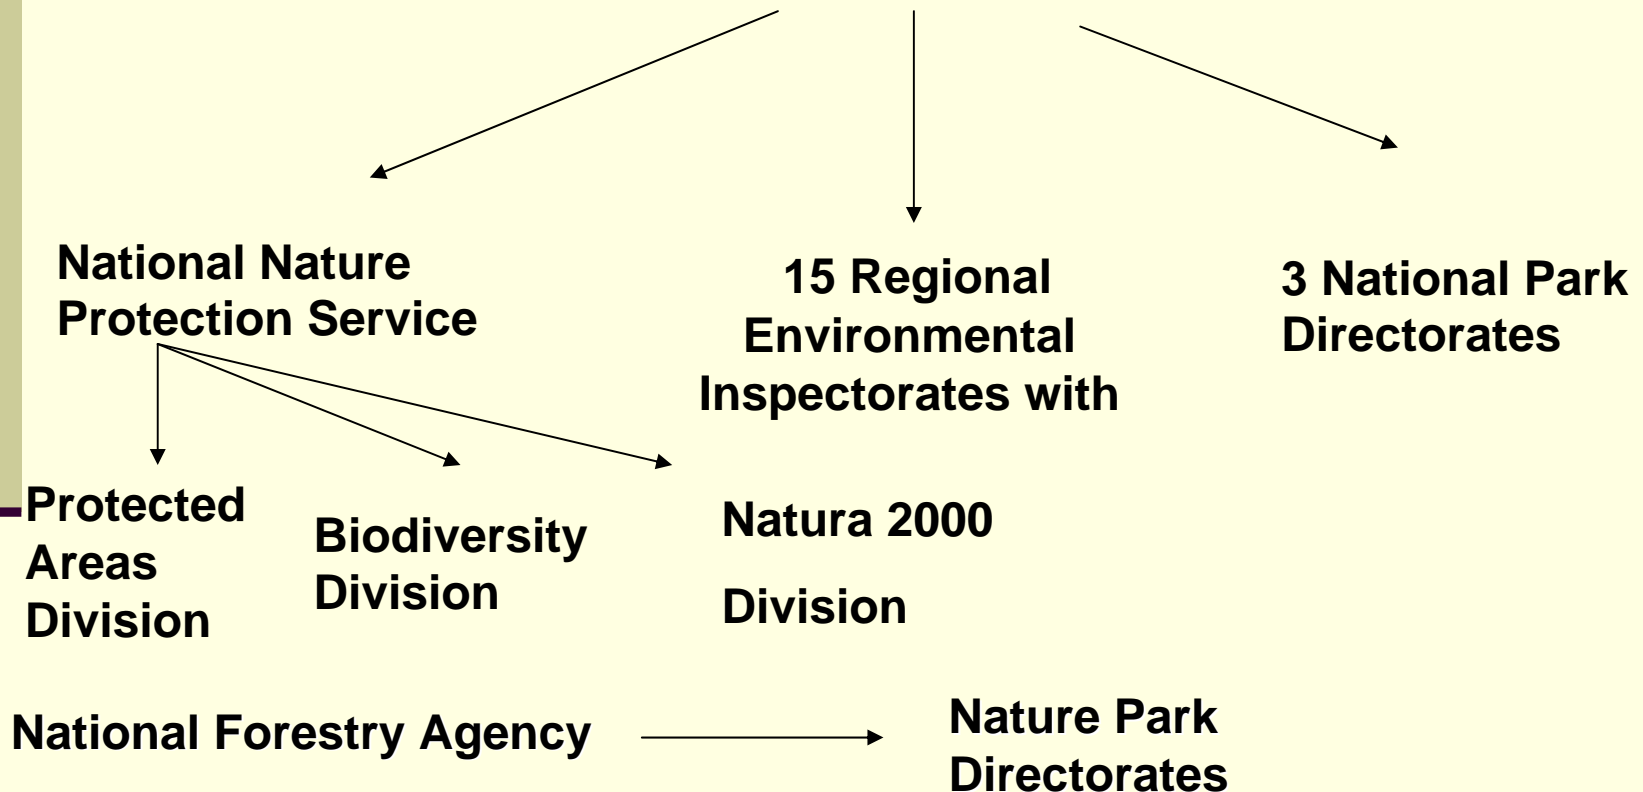 National Nature
Protection Service
15 Regional
Environmental
Inspectorates with
3 National Park
Directorates
Protected
Areas
Division
Biodiversity
Division
Natura 2000
Division
National Forestry Agency
Nature Park
Directorates